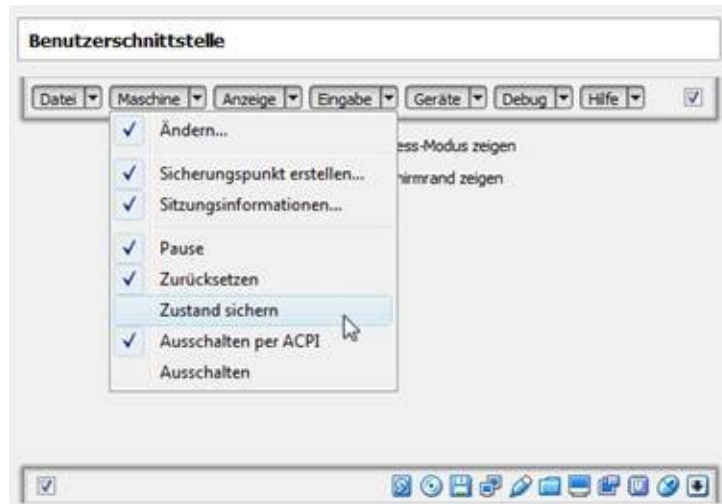 Benutzerschnittstelle
Datei Maschine Anzeige Eingabe Geräte Debug Hilfe
Ändern...
ess-Modus zeigen
Sicherungspunkt erstellen...
hirmrand zeigen
Sitzungsinformationen...
Pause
Zurücksetzen
Zustand sichern
Ausschalten per ACPI
Ausschalten